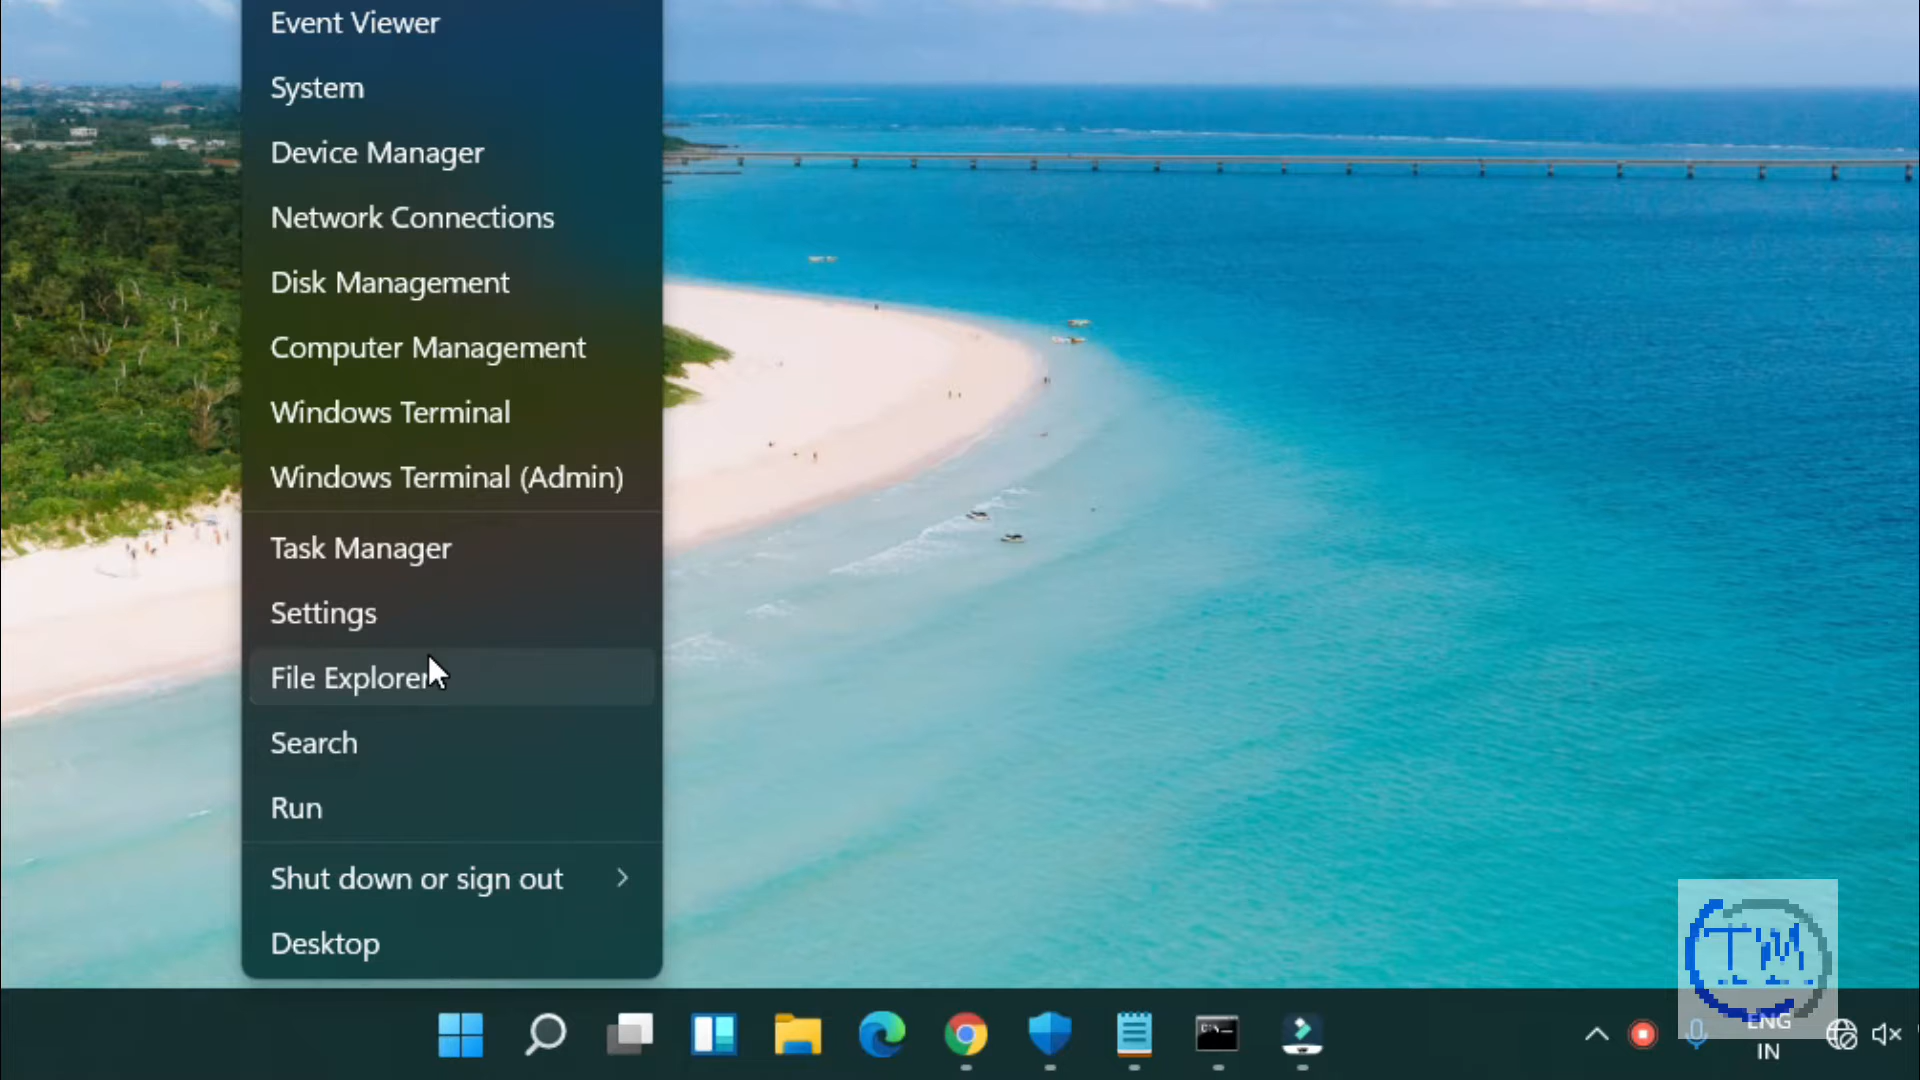 Event Viewer
System
Device Manager
Network Connections
Disk Management
Computer Management
Windows Terminal
Windows Terminal (Admin)
Task Manager
Settings
File Explorer
Search
Run
Shut down or sign out
Desktop
TM
ENG
IN